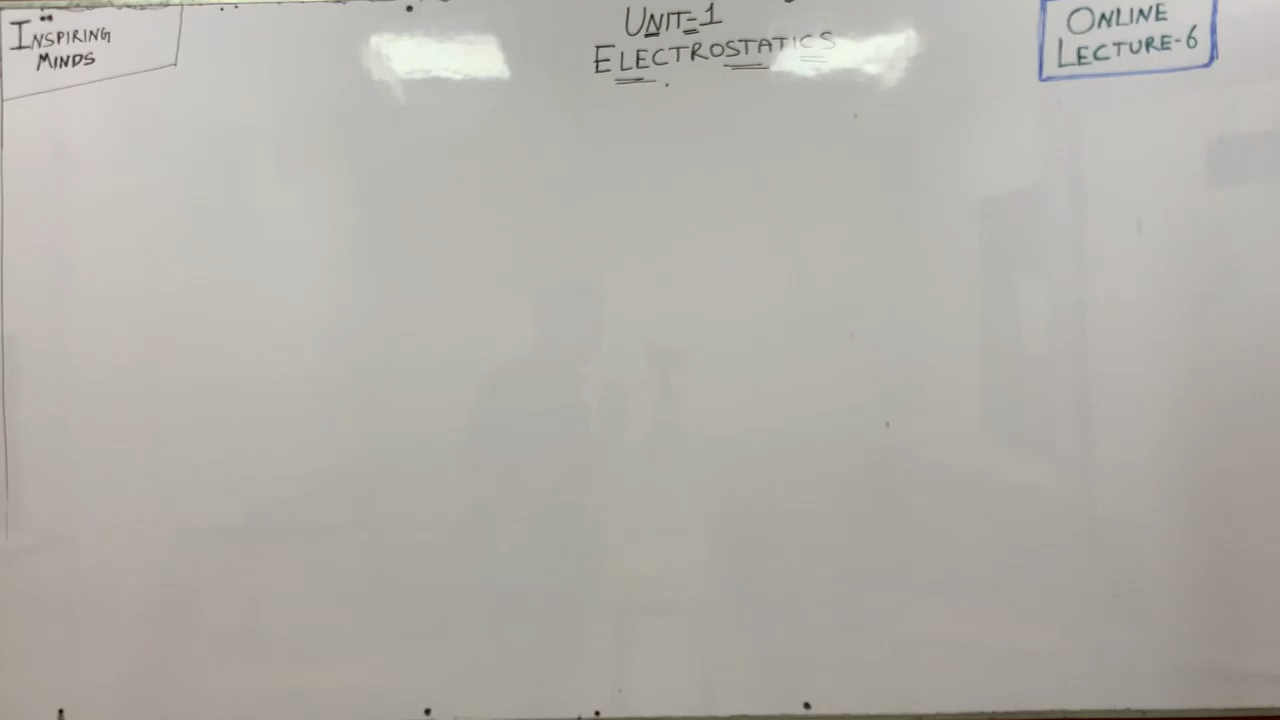 INSPIRING
MINDS
UNIT-1
ELECTROSTATICS
ONLINE
LECTURE-6